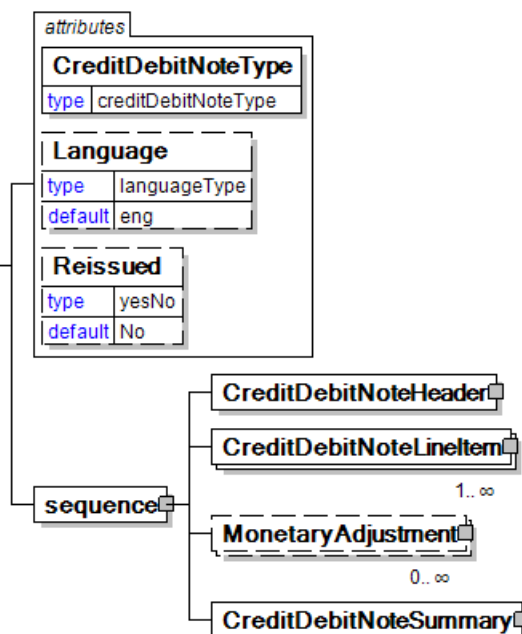 attributes
CreditDebitNoteType
type creditDebitNoteType
Language
type languageType
default eng
Reissued
type yesNo
default No
CreditDebitNoteHeader
CreditDebitNoteLineItem
1.. ∞
sequence
MonetaryAdjustment
0.. ∞
CreditDebitNoteSummary